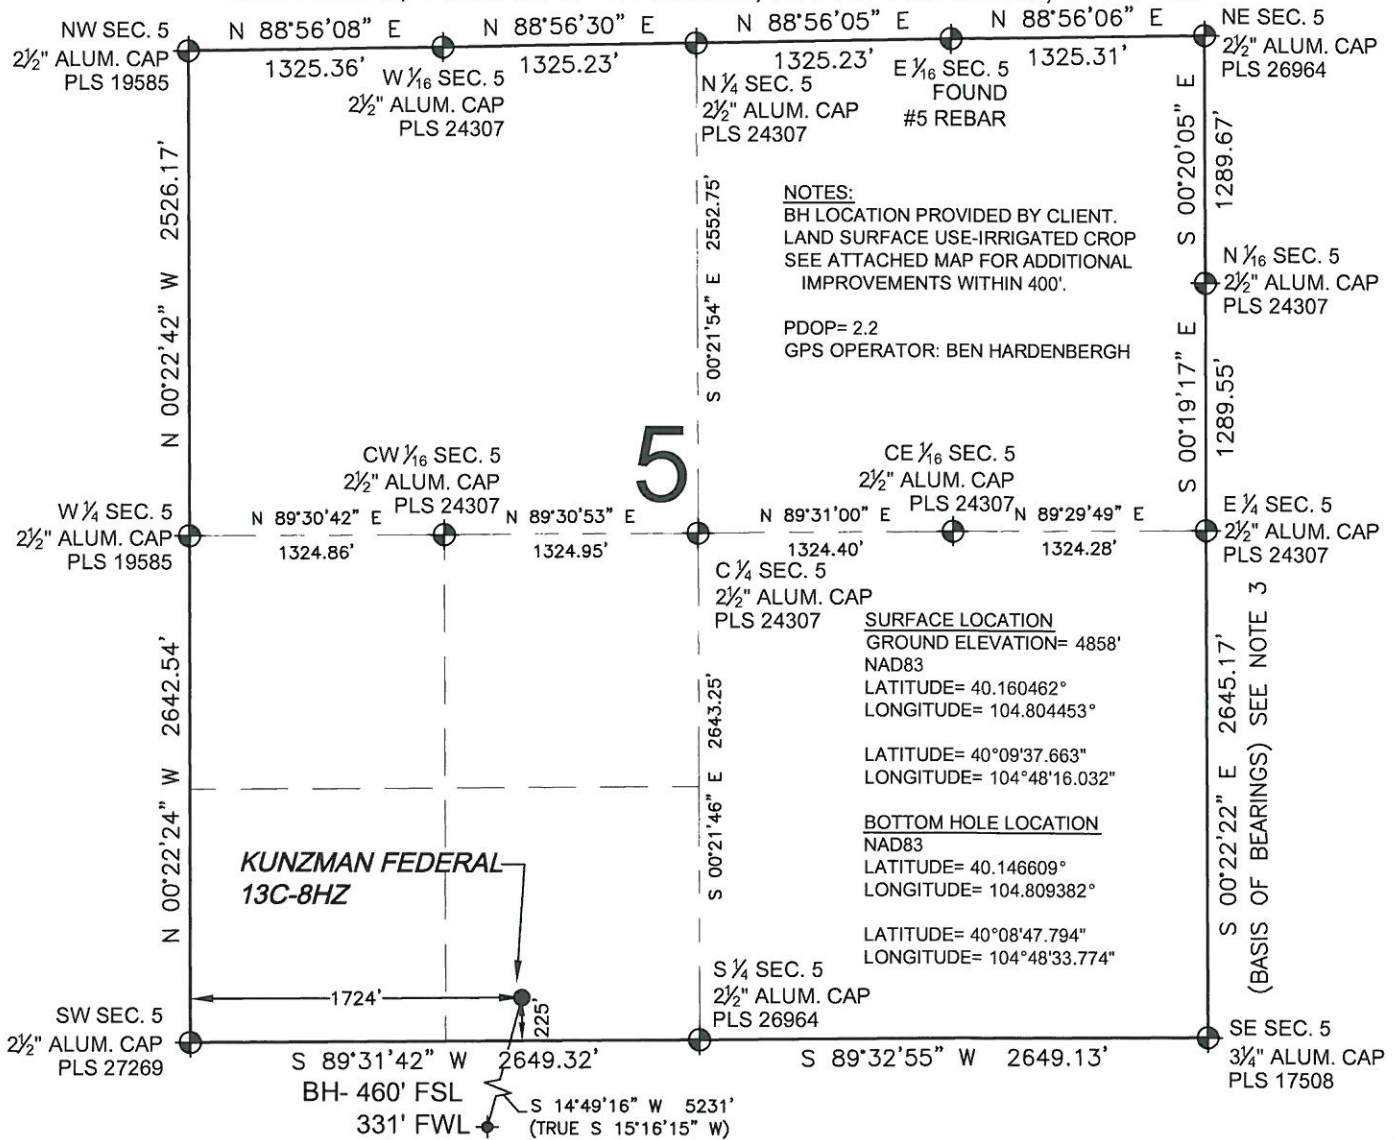 N 88°56'08" E
N 88°56'30" E
N 88°56'05" E
N 88°56'06" E
1325.36'
1325.23'
1325.23'
1325.31'
NW SEC. 5
2½" ALUM. CAP
PLS 19585
W 1⁄16 SEC. 5
2½" ALUM. CAP
PLS 24307
N ¼ SEC. 5
2½" ALUM. CAP
PLS 24307
E 1⁄16 SEC. 5
FOUND
#5 REBAR
NE SEC. 5
2½" ALUM. CAP
PLS 26964
N 00°22'42" W 2526.17'
S 00°21'54" E 2552.75'
S 00°20'05" E
1289.67'
NOTES:
BH LOCATION PROVIDED BY CLIENT.
LAND SURFACE USE-IRRIGATED CROP
SEE ATTACHED MAP FOR ADDITIONAL
IMPROVEMENTS WITHIN 400'.
PDOP= 2.2
GPS OPERATOR: BEN HARDENBERGH
N 1⁄16 SEC. 5
2½" ALUM. CAP
PLS 24307
S 00°19'17" E
1289.55'
5
W ¼ SEC. 5
2½" ALUM. CAP
PLS 19585
CW 1⁄16 SEC. 5
2½" ALUM. CAP
PLS 24307
CE 1⁄16 SEC. 5
2½" ALUM. CAP
PLS 24307
E ¼ SEC. 5
2½" ALUM. CAP
PLS 24307
N 89°30'42" E
1324.86'
N 89°30'53" E
1324.95'
N 89°31'00" E
1324.40'
N 89°29'49" E
1324.28'
C ¼ SEC. 5
2½" ALUM. CAP
PLS 24307
SURFACE LOCATION
GROUND ELEVATION= 4858'
NAD83
LATITUDE= 40.160462°
LONGITUDE= 104.804453°
LATITUDE= 40°09'37.663"
LONGITUDE= 104°48'16.032"
BOTTOM HOLE LOCATION
NAD83
LATITUDE= 40.146609°
LONGITUDE= 104.809382°
LATITUDE= 40°08'47.794"
LONGITUDE= 104°48'33.774"
N 00°22'24" W 2642.54'
S 00°21'46" E 2643.25'
S 00°22'22" E 2645.17'
(BASIS OF BEARINGS) SEE NOTE 3
KUNZMAN FEDERAL
13C-8HZ
1724'
225'
SW SEC. 5
2½" ALUM. CAP
PLS 27269
S ¼ SEC. 5
2½" ALUM. CAP
PLS 26964
SE SEC. 5
3¼" ALUM. CAP
PLS 17508
S 89°31'42" W 2649.32'
S 89°32'55" W 2649.13'
BH- 460' FSL
331' FWL
S 14°49'16" W 5231'
(TRUE S 15°16'15" W)